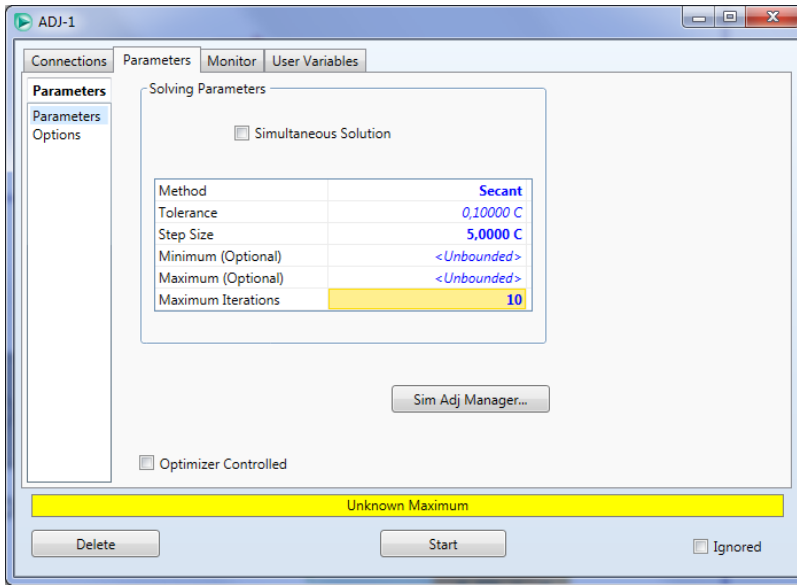 ADJ-1
Connections Parameters Monitor User Variables
Parameters
Parameters
Options
Solving Parameters
Simultaneous Solution
Method Secant
Tolerance 0,10000 C
Step Size 5,0000 C
Minimum (Optional) <Unbounded>
Maximum (Optional) <Unbounded>
Maximum Iterations 10
Sim Adj Manager...
Optimizer Controlled
Unknown Maximum
Delete Start Ignored